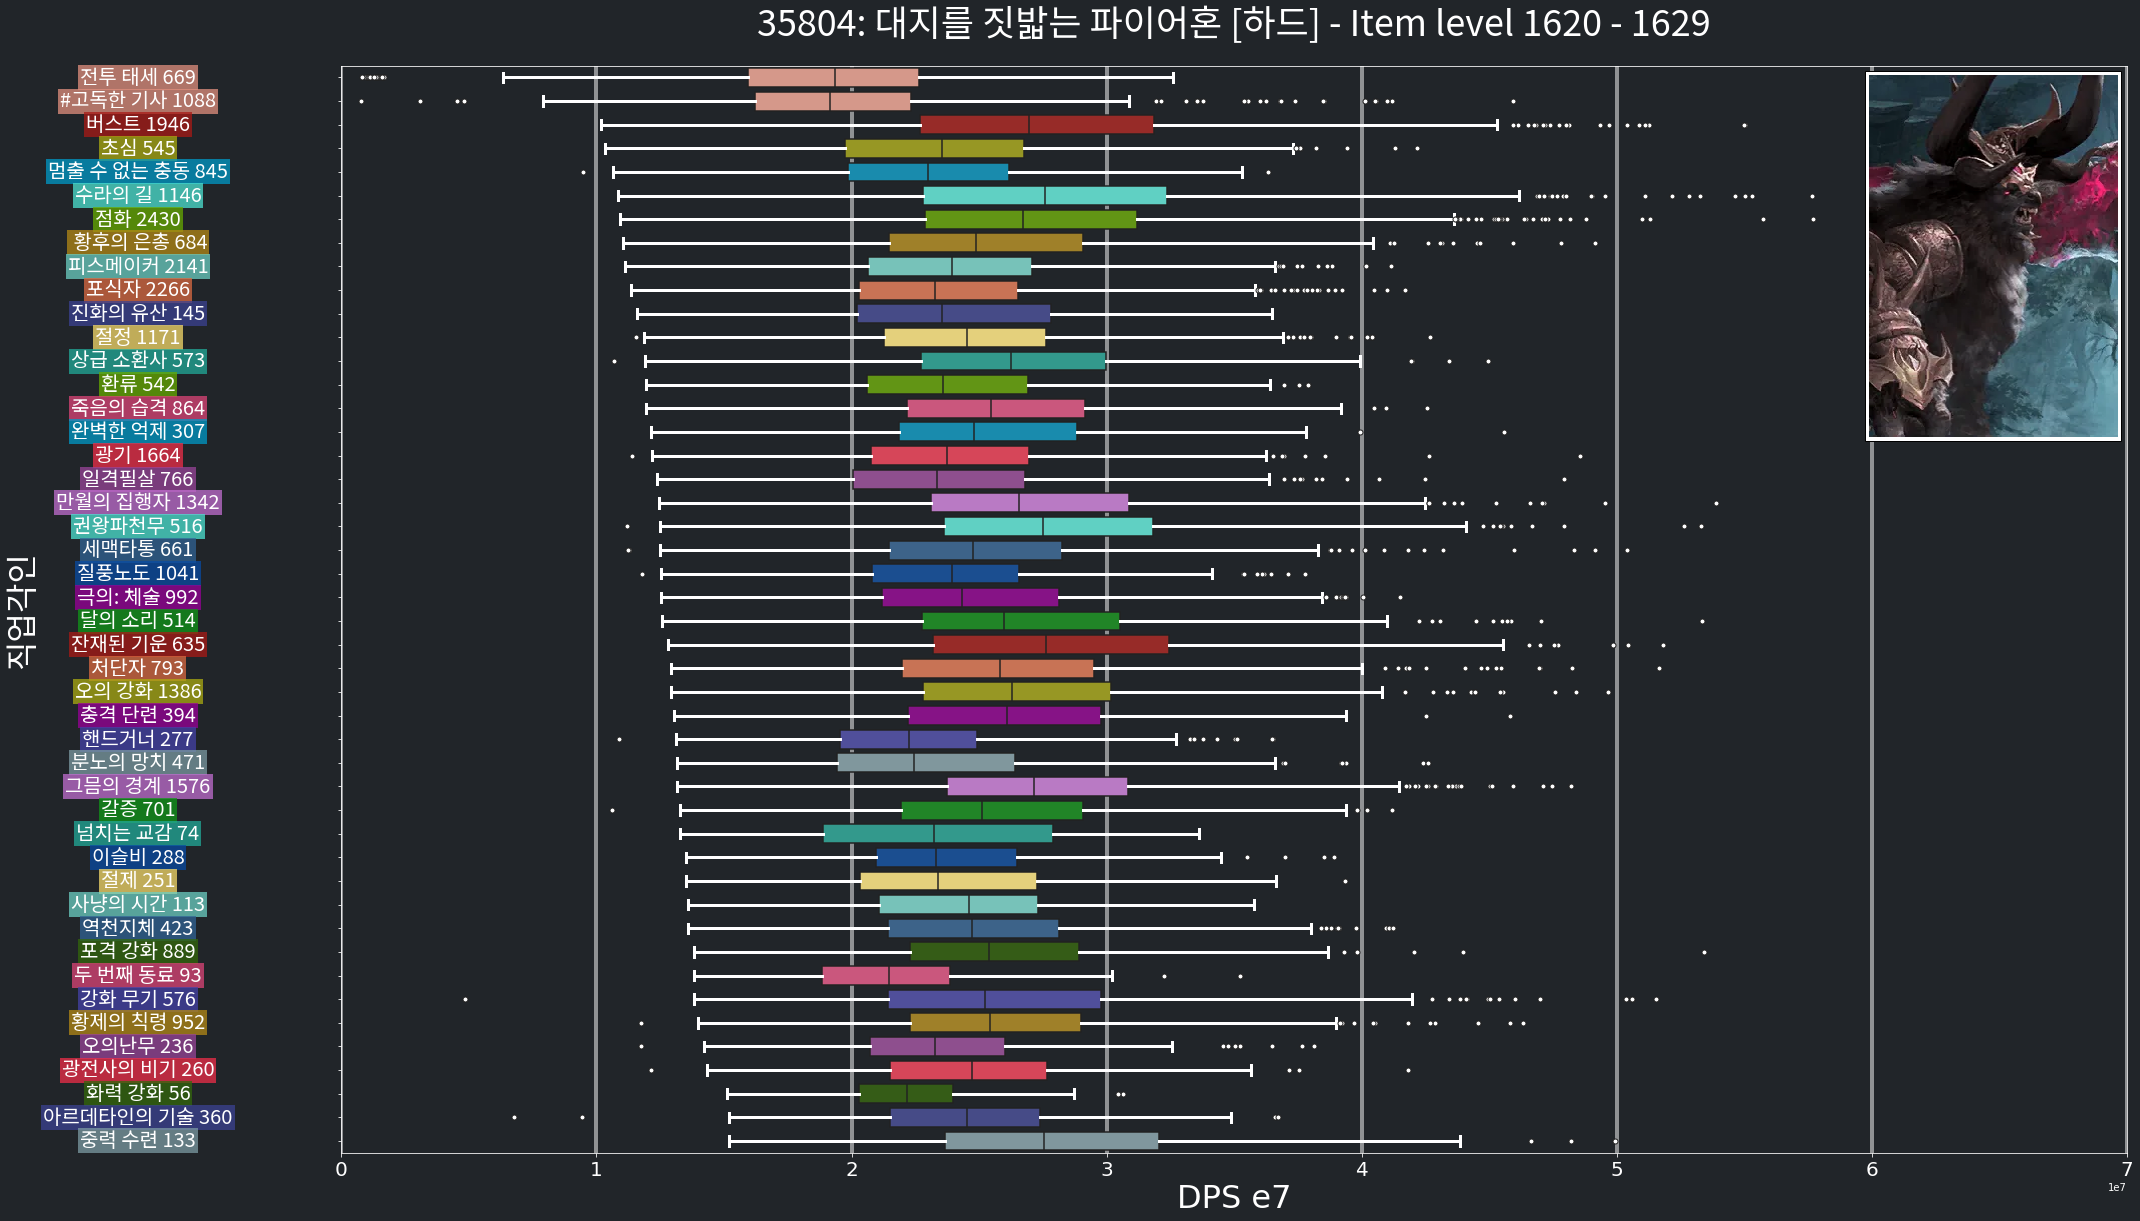 35804: 대지를 짓밟는 파이어혼 [하드] - Item level 1620 - 1629
전투 태세 669
#고독한 기사 1088
버스트 1946
초심 545
멈출 수 없는 충동 845
수라의 길 1146
점화 2430
황후의 은총 684
피스메이커 2141
포식자 2266
진화의 유산 145
절정 1171
상급 소환사 573
환류 542
죽음의 습격 864
완벽한 억제 307
광기 1664
일격필살 766
만월의 집행자 1342
권왕파천무 516
세맥타통 661
질풍노도 1041
극의: 체술 992
달의 소리 514
잔재된 기운 635
처단자 793
오의 강화 1386
충격 단련 394
핸드거너 277
분노의 망치 471
그믐의 경계 1576
갈증 701
넘치는 교감 74
이슬비 288
절제 251
사냥의 시간 113
역천지체 423
포격 강화 889
두 번째 동료 93
강화 무기 576
황제의 칙령 952
오의난무 236
광전사의 비기 260
화력 강화 56
아르데타인의 기술 360
중력 수련 133
직업각인
0 1 2 3 4 5 6 7
DPS e7
1e7